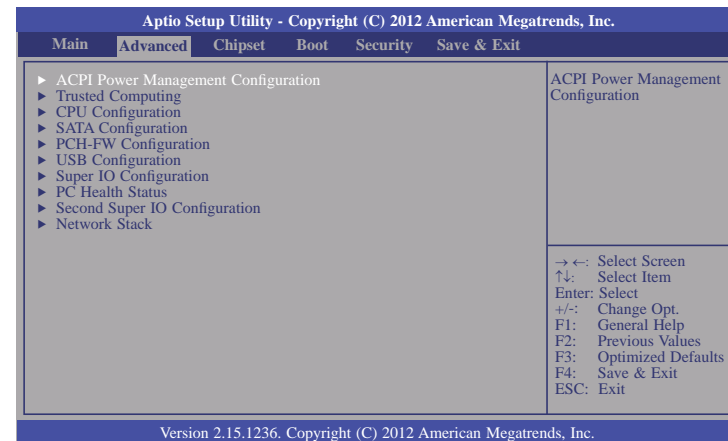 Aptio Setup Utility - Copyright (C) 2012 American Megatrends, Inc.
Main Advanced Chipset Boot Security Save & Exit
► ACPI Power Management Configuration
► Trusted Computing
► CPU Configuration
► SATA Configuration
► PCH-FW Configuration
► USB Configuration
► Super IO Configuration
► PC Health Status
► Second Super IO Configuration
► Network Stack
ACPI Power Management
Configuration
→ ←: Select Screen
↑↓: Select Item
Enter: Select
+/-: Change Opt.
F1: General Help
F2: Previous Values
F3: Optimized Defaults
F4: Save & Exit
ESC: Exit
Version 2.15.1236. Copyright (C) 2012 American Megatrends, Inc.